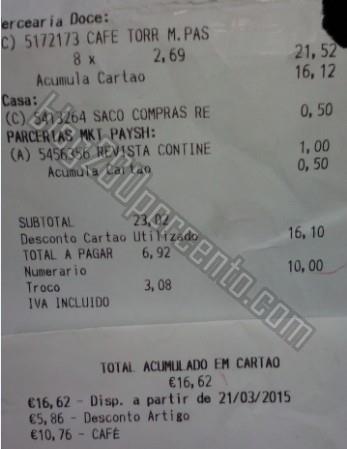 ercearia Doce:
C) 5172173 CAFE TORR M.PAS
8 x 2,69 21,52
Acumula Cartao 16,12
Casa:
(C) 5413264 SACO COMPRAS RE 0,50
PARCERIAS MKT PAYSH:
(A) 5456356 REVISTA CONTINE 1,00
Acumula Cartao 0,50
SUBTOTAL 23,02
Desconto Cartao Utilizado 16,10
TOTAL A PAGAR 6,92
Numerario 10,00
Troco 3,08
IVA INCLUIDO
TOTAL ACUMULADO EM CARTAO
€16,62
€16,62 - Disp. a partir de 21/03/2015
€5,86 - Desconto Artigo
€10,76 - CAFÉ